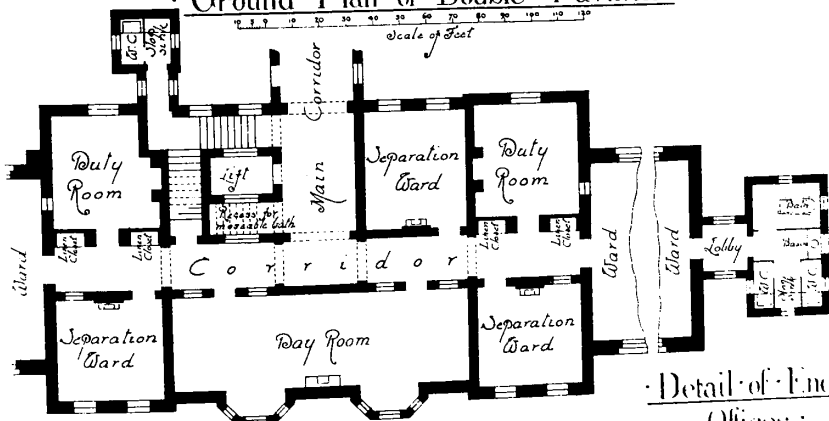 Ground Plan of Double
10 5 0 10 20 30 40 50 60 70 80 90 100 110 120
Scale of Feet
W.C.
Slop
Sink
Corridor
Main
Duty
Room
Lift
Recess for
moveable bath
Separation
Ward
Duty
Room
Linen
Closet
Linen
Closet
Linen
Closet
Linen
Closet
Ward
Corridor
Ward
Ward
Lobby
Bath
W.C.
W.C.
Separation
Ward
Day Room
Separation
Ward
Detail of End